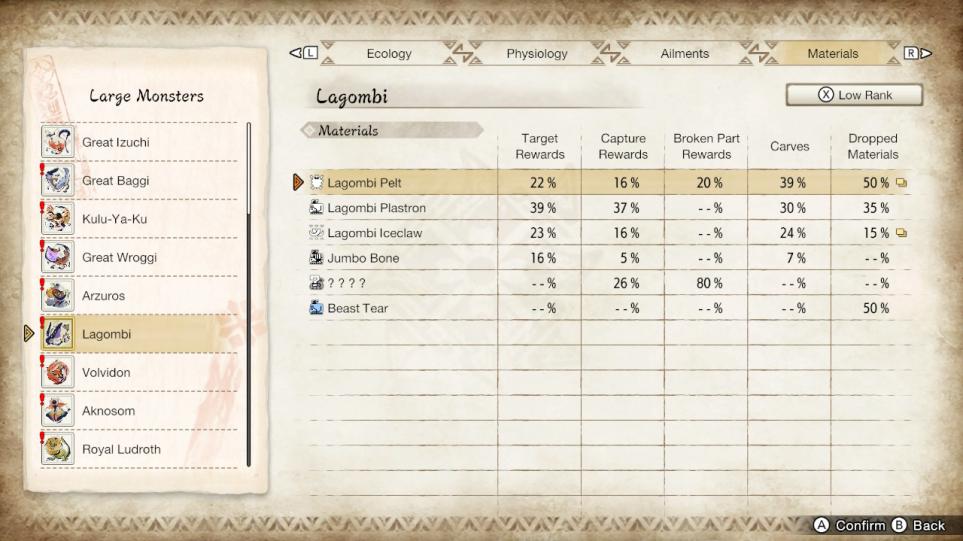 L
Ecology
Physiology
Ailments
Materials
R
Large Monsters
Great Izuchi
Great Baggi
Kulu-Ya-Ku
Great Wroggi
Arzuros
Lagombi
Volvidon
Aknosom
Royal Ludroth
Lagombi
X Low Rank
Materials
Target Rewards Capture Rewards Broken Part Rewards Carves Dropped Materials
Lagombi Pelt 22 % 16 % 20 % 39 % 50 %
Lagombi Plastron 39 % 37 % - - % 30 % 35 %
Lagombi Iceclaw 23 % 16 % - - % 24 % 15 %
Jumbo Bone 16 % 5 % - - % 7 % - - %
? ? ? ? - - % 26 % 80 % - - % - - %
Beast Tear - - % - - % - - % - - % 50 %
A Confirm B Back